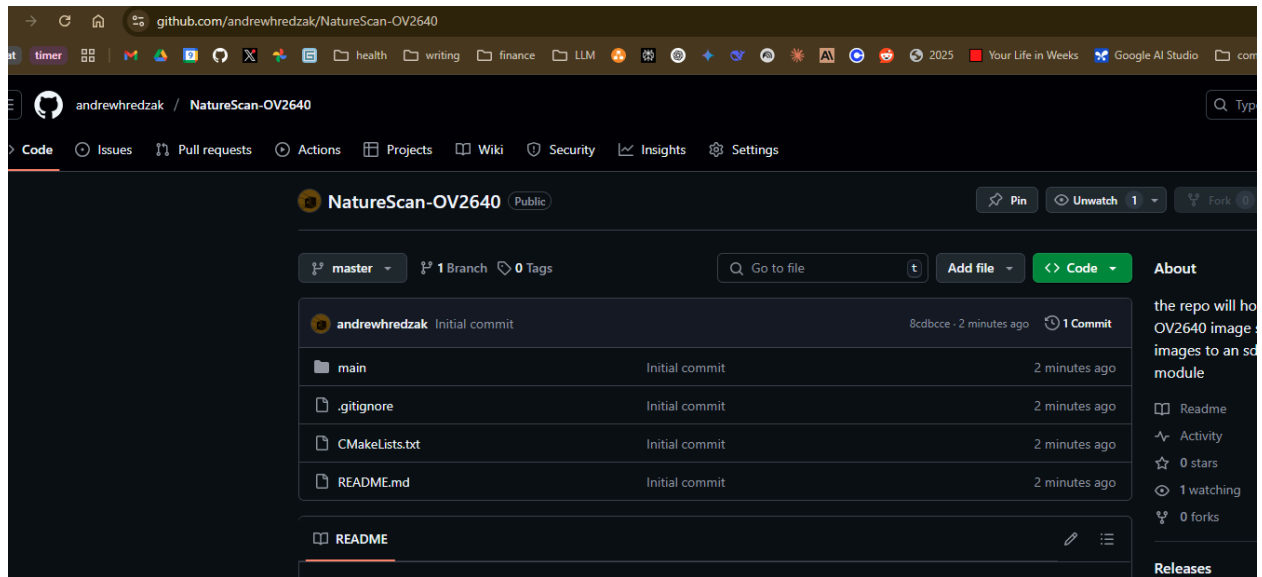 github.com/andrewhredzak/NatureScan-OV2640
timer 9 health writing finance LLM 2025 Your Life in Weeks Google AI Studio
andrewhredzak / NatureScan-OV2640
Code Issues Pull requests Actions Projects Wiki Security Insights Settings
NatureScan-OV2640 Public Pin Unwatch 1 Fork 0
master 1 Branch 0 Tags Go to file t Add file Code About
the repo will
andrewhredzak Initial commit 8cdbcce · 2 minutes ago 1 Commit
OV2640 image
main Initial commit 2 minutes ago
images to an
module
.gitignore Initial commit 2 minutes ago
Readme
CMakeLists.txt Initial commit 2 minutes ago
Activity
0 stars
README.md Initial commit 2 minutes ago
1 watching
0 forks
README
Releases